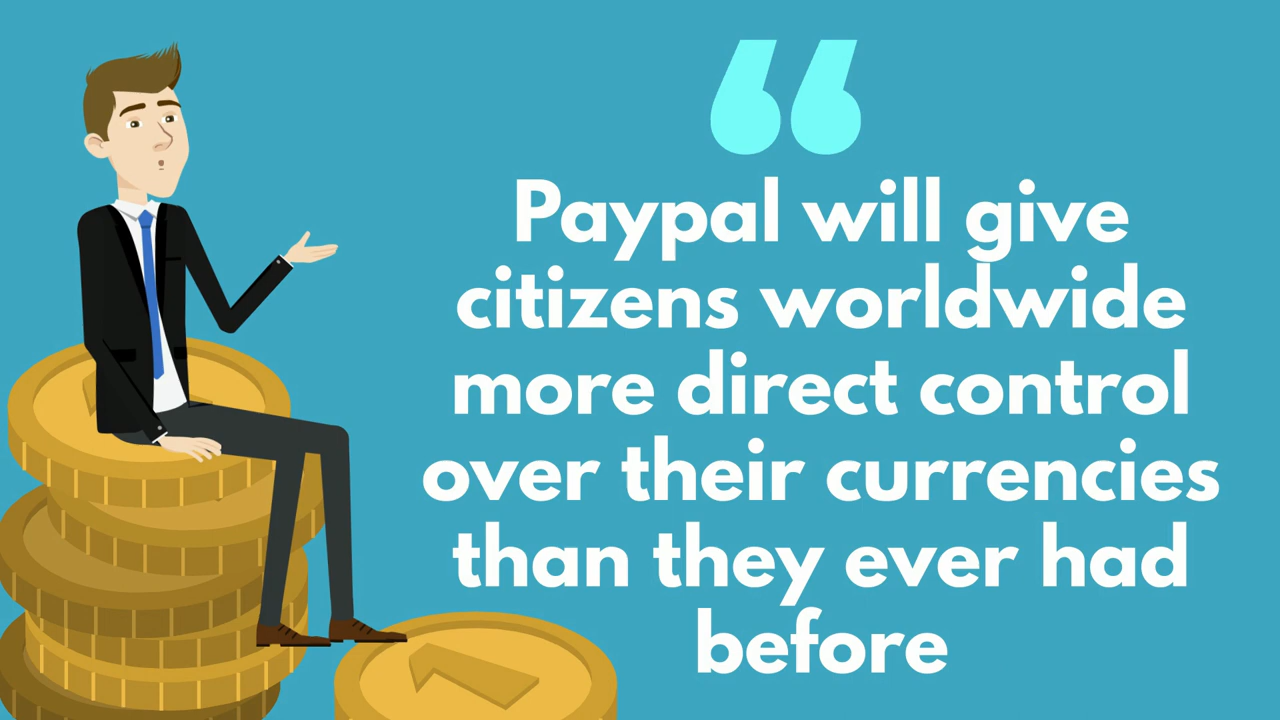 “
Paypal will give
citizens worldwide
more direct control
over their currencies
than they ever had
before